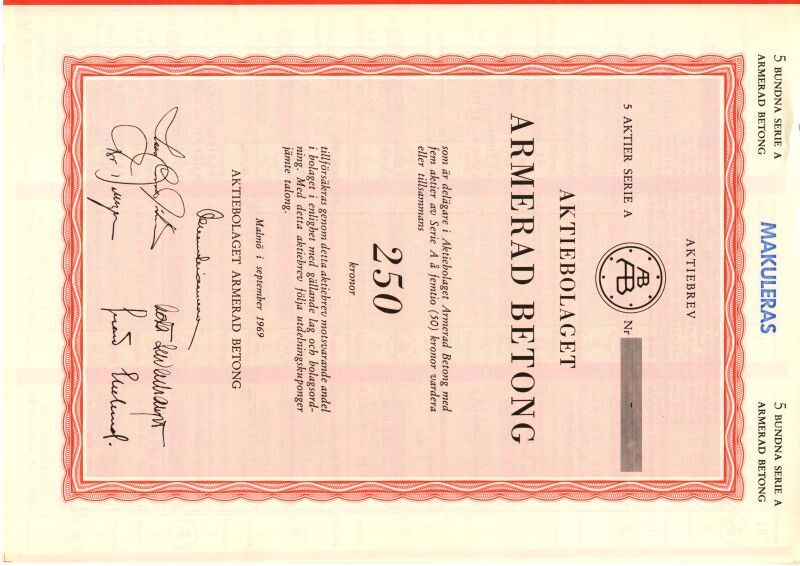 5 BUNDNA SERIE A
ARMERAD BETONG
MAKULERAS
5 BUNDNA SERIE A
ARMERAD BETONG
AKTIEBREV
5 AKTIER SERIE A
AB
AB
Nr
-
AKTIEBOLAGET
ARMERAD BETONG
som är delägare i Aktiebolaget Armerad Betong med
fem aktier av Serie A à femtio (50) kronor vardera
eller tillsammans
250
kronor
tillförsäkras genom detta aktiebrev motsvarande andel
i bolaget i enlighet med gällande lag och bolagsord-
ning. Med detta aktiebrev följa utdelningskuponger
jämte talong.
Malmö i september 1969
AKTIEBOLAGET ARMERAD BETONG